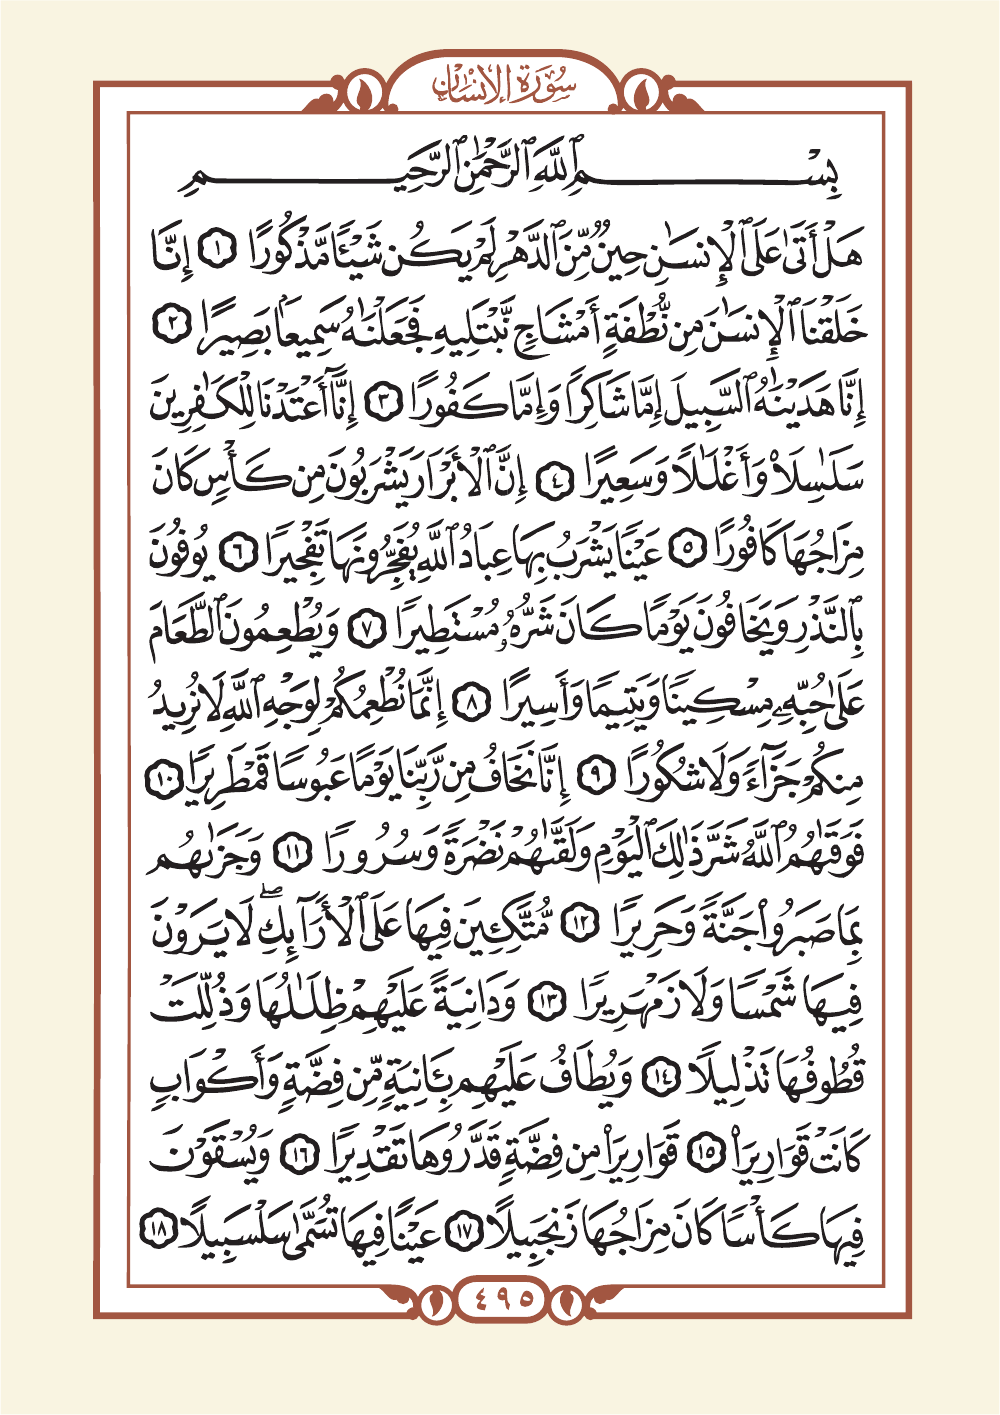 سُورَةُ الإِنسَانِ
بِسْمِ ٱللَّهِ ٱلرَّحْمَٰنِ ٱلرَّحِيمِ
هَلْ أَتَىٰ عَلَى ٱلْإِنسَٰنِ حِينٌ مِّنَ ٱلدَّهْرِ لَمْ يَكُن شَيْـًٔا مَّذْكُورًا ١ إِنَّا
خَلَقْنَا ٱلْإِنسَٰنَ مِن نُّطْفَةٍ أَمْشَاجٍ نَّبْتَلِيهِ فَجَعَلْنَٰهُ سَمِيعًۢا بَصِيرًا ٢
إِنَّا هَدَيْنَٰهُ ٱلسَّبِيلَ إِمَّا شَاكِرًا وَإِمَّا كَفُورًا ٣ إِنَّآ أَعْتَدْنَا لِلْكَٰفِرِينَ
سَلَٰسِلَا۟ وَأَغْلَٰلًا وَسَعِيرًا ٤ إِنَّ ٱلْأَبْرَارَ يَشْرَبُونَ مِن كَأْسٍ كَانَ
مِزَاجُهَا كَافُورًا ٥ عَيْنًا يَشْرَبُ بِهَا عِبَادُ ٱللَّهِ يُفَجِّرُونَهَا تَفْجِيرًا ٦ يُوفُونَ
بِٱلنَّذْرِ وَيَخَافُونَ يَوْمًا كَانَ شَرُّهُۥ مُسْتَطِيرًا ٧ وَيُطْعِمُونَ ٱلطَّعَامَ
عَلَىٰ حُبِّهِۦ مِسْكِينًا وَيَتِيمًا وَأَسِيرًا ٨ إِنَّمَا نُطْعِمُكُمْ لِوَجْهِ ٱللَّهِ لَا نُرِيدُ
مِنكُمْ جَزَآءً وَلَا شُكُورًا ٩ إِنَّا نَخَافُ مِن رَّبِّنَا يَوْمًا عَبُوسًا قَمْطَرِيرًا ١٠
فَوَقَىٰهُمُ ٱللَّهُ شَرَّ ذَٰلِكَ ٱلْيَوْمِ وَلَقَّىٰهُمْ نَضْرَةً وَسُرُورًا ١١ وَجَزَىٰهُم
بِمَا صَبَرُوا۟ جَنَّةً وَحَرِيرًا ١٢ مُّتَّكِـِٔينَ فِيهَا عَلَى ٱلْأَرَآئِكِ ۖ لَا يَرَوْنَ
فِيهَا شَمْسًا وَلَا زَمْهَرِيرًا ١٣ وَدَانِيَةً عَلَيْهِمْ ظِلَٰلُهَا وَذُلِّلَتْ
قُطُوفُهَا تَذْلِيلًا ١٤ وَيُطَافُ عَلَيْهِم بِـَٔانِيَةٍ مِّن فِضَّةٍ وَأَكْوَابٍ
كَانَتْ قَوَارِيرَا۠ ١٥ قَوَارِيرَا۟ مِن فِضَّةٍ قَدَّرُوهَا تَقْدِيرًا ١٦ وَيُسْقَوْنَ
فِيهَا كَأْسًا كَانَ مِزَاجُهَا زَنجَبِيلًا ١٧ عَيْنًا فِيهَا تُسَمَّىٰ سَلْسَبِيلًا ١٨
٤٩٥